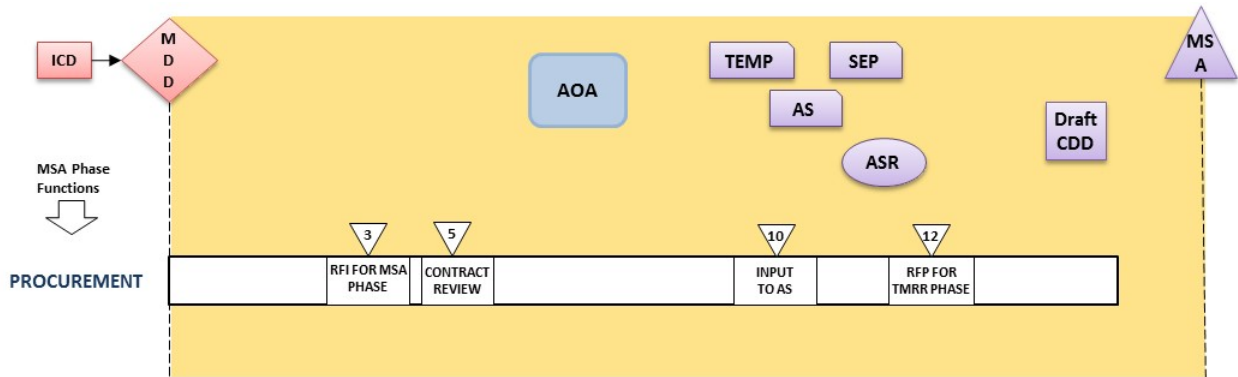 ICD
M
D
D
AOA
TEMP
SEP
AS
ASR
Draft
CDD
MS
A
MSA Phase
Functions
PROCUREMENT
3
RFI FOR MSA
PHASE
5
CONTRACT
REVIEW
10
INPUT
TO AS
12
RFP FOR
TMRR PHASE